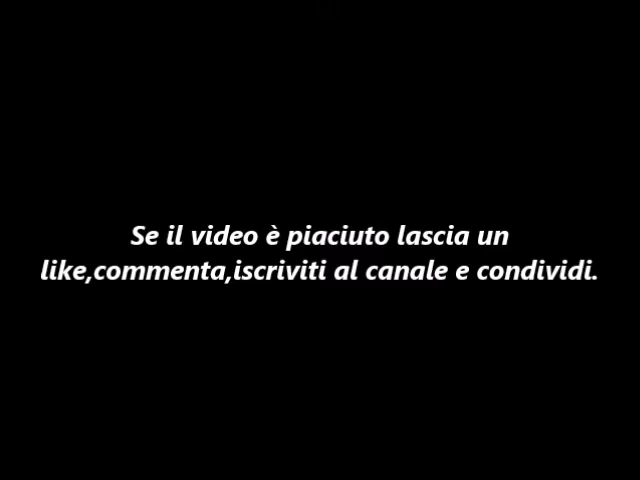 Se il video è piaciuto lascia un
like,commenta,iscriviti al canale e condividi.